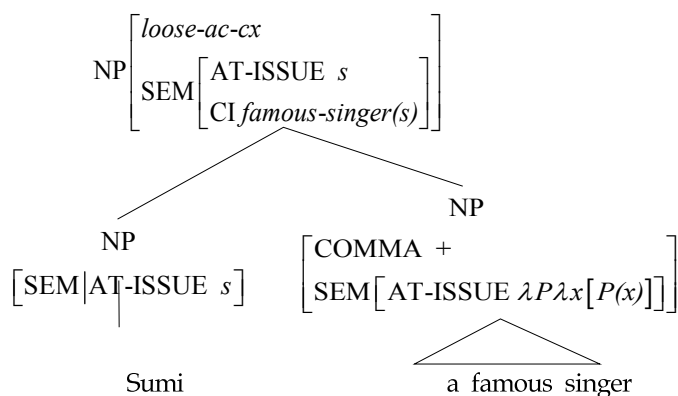 NP [loose-ac-cx
SEM [AT-ISSUE s
CI famous-singer(s)]]
NP
[SEM|AT-ISSUE s]
Sumi
NP
[COMMA +
SEM[AT-ISSUE λPλx[P(x)]]]
a famous singer